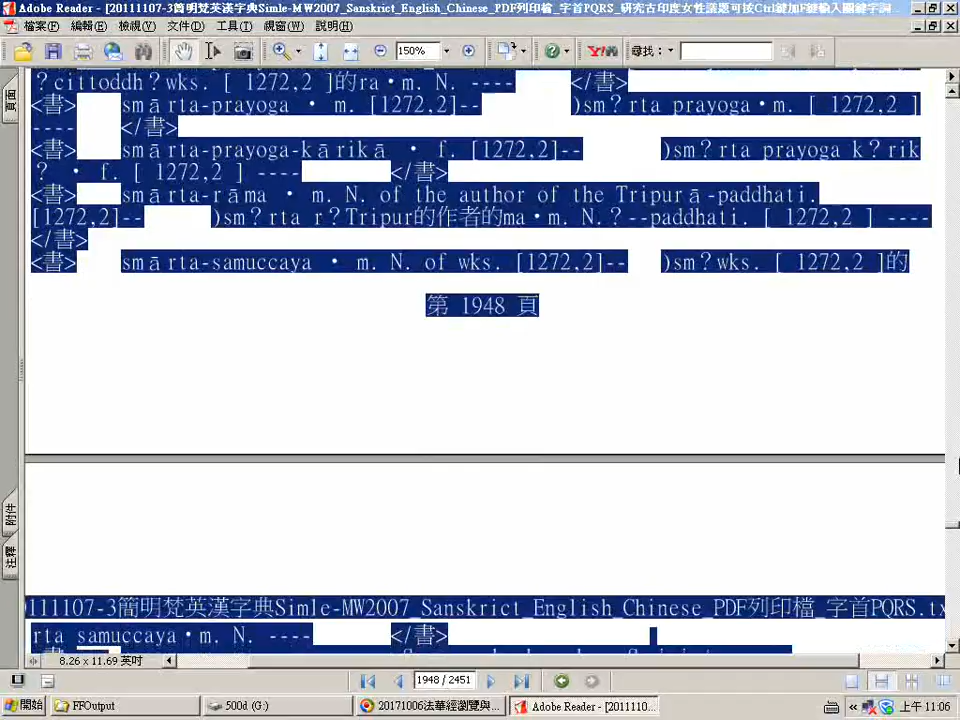 Adobe Reader - [20111107-3簡明梵英漢字典Simle-MW2007_Sanskrict_English_Chinese_PDF列印檔_字首PQRS_研究古印度女性議題可按Ctrl鍵加F鍵輸入關鍵字詞
檔案(F) 編輯(E) 檢視(V) 文件(D) 工具(T) 視窗(W) 說明(H)
150% 尋找:
頁面
?cittoddh?wks. [ 1272,2 ]的ra·m. N. ---- </書>
<書> smārta-prayoga · m. [1272,2]-- )sm?rta prayoga·m. [ 1272,2 ]
---- </書>
<書> smārta-prayoga-kārikā · f. [1272,2]-- )sm?rta prayoga k?rik
? · f. [ 1272,2 ] ---- </書>
<書> smārta-rāma · m. N. of the author of the Tripurā-paddhati.
[1272,2]-- )sm?rta r?Tripur的作者的ma·m. N.?--paddhati. [ 1272,2 ] ----
</書>
<書> smārta-samuccaya · m. N. of wks. [1272,2]-- )sm?wks. [ 1272,2 ]的
第 1948 頁
附件
注釋
0111107-3簡明梵英漢字典Simle-MW2007_Sanskrict_English_Chinese_PDF列印檔_字首PQRS.tx
rta samuccaya·m. N. ---- </書>
8.26 x 11.69 英吋
1948 / 2451
開始 FFOutput 500d (G:) 20171006法華經瀏覽與... Adobe Reader - [2011110... 上午 11:06